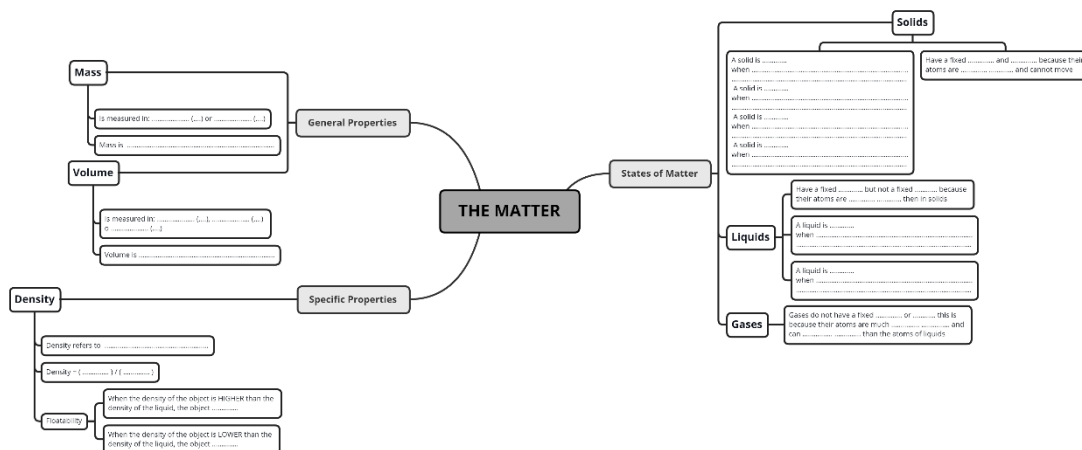 THE MATTER
General Properties
Mass
Is measured in: .................. (....) or .................. (....)
Mass is ......................................................................
Volume
Is measured in: .................. (....), .................. (....)
o .................. (....)
Volume is .................................................................
Specific Properties
Density
Density refers to .................................................
Density = ( ............. ) / ( .............. )
Floatability
When the density of the object is HIGHER than the
density of the liquid, the object .............
When the density of the object is LOWER than the
density of the liquid, the object .............
States of Matter
Solids
A solid is ............
when ..........................................................................
....................................................................................
A solid is ............
when ..........................................................................
....................................................................................
A solid is ............
when ..........................................................................
....................................................................................
A solid is ............
when ..........................................................................
....................................................................................
Have a fixed ............. and ............. because their
atoms are ............ ............ and cannot move
Liquids
Have a fixed ............ but not a fixed ........... because
their atoms are ............ ............ then in solids
A liquid is ............
when ..........................................................................
....................................................................................
A liquid is ............
when ..........................................................................
....................................................................................
Gases
Gases do not have a fixed ............. or ............ this is
because their atoms are much .............. .............. and
can .......................... than the atoms of liquids